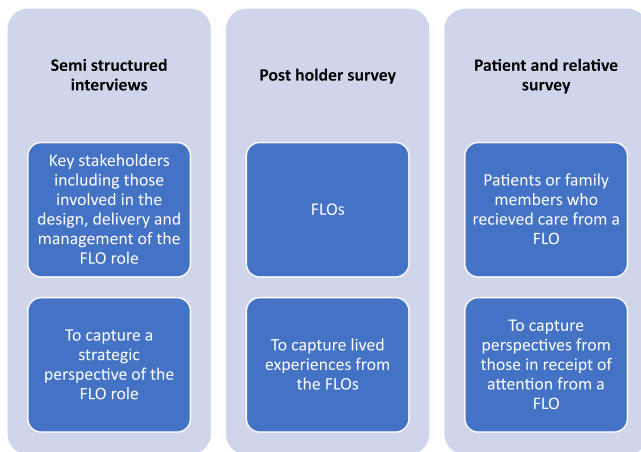 Semi structured
interviews
Key stakeholders
including those
involved in the
design, delivery and
management of the
FLO role
To capture a
strategic
perspective of the
FLO role
Post holder survey
FLOs
To capture lived
experiences from
the FLOs
Patient and relative
survey
Patients or family
members who
recieved care from a
FLO
To capture
perspectives from
those in receipt of
attention from a
FLO